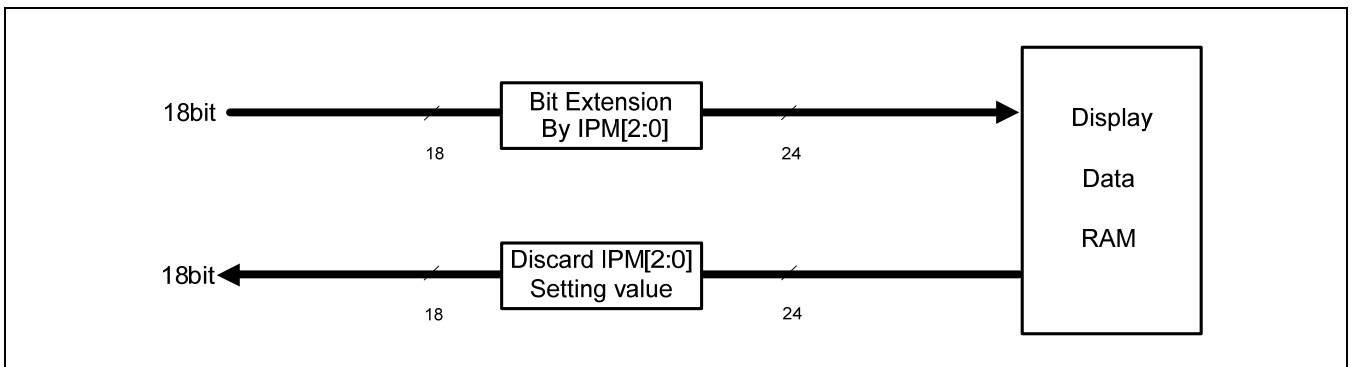 18bit
18
Bit Extension
By IPM[2:0]
24
Display
Data
RAM
18bit
18
Discard IPM[2:0]
Setting value
24